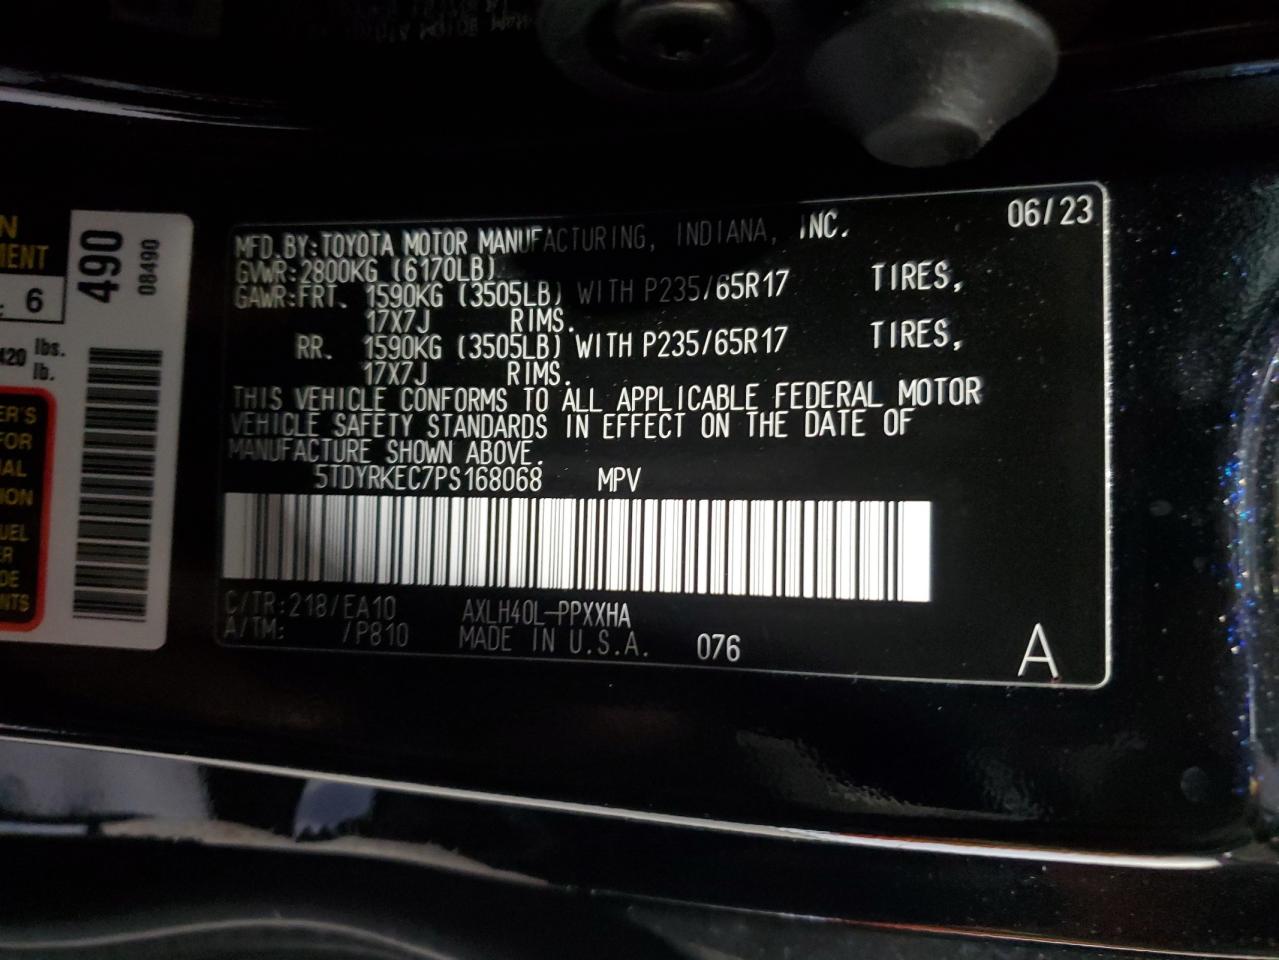 06/23
MFD.BY:TOYOTA MOTOR MANUFACTURING, INDIANA, INC.
GVWR:2800KG (6170LB)
GAWR:FRT. 1590KG (3505LB) WITH P235/65R17 TIRES,
17X7J RIMS.
RR. 1590KG (3505LB) WITH P235/65R17 TIRES,
17X7J RIMS.
THIS VEHICLE CONFORMS TO ALL APPLICABLE FEDERAL MOTOR
VEHICLE SAFETY STANDARDS IN EFFECT ON THE DATE OF
MANUFACTURE SHOWN ABOVE.
5TDYRKEC7PS168068 MPV
C/TR:218/EA10 AXLH40L-PPXXHA
A/TM: /P810 MADE IN U.S.A. 076
A
490
08490
6
420 lbs.
lb.